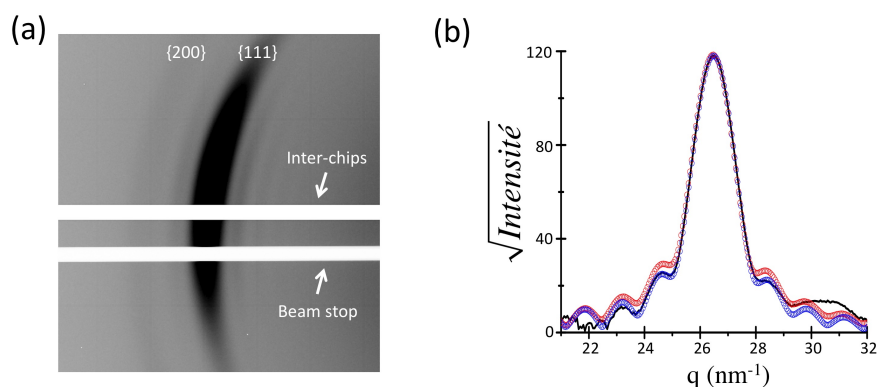 (a)
{200} {111}
Inter-chips
Beam stop
(b)
√Intensité
120
80
40
0
22 24 26 28 30 32
q (nm⁻¹)